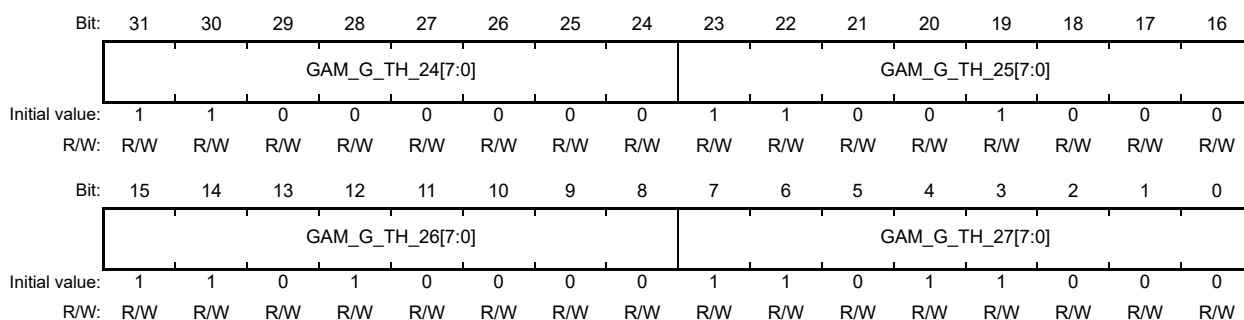 Bit: 31 30 29 28 27 26 25 24 23 22 21 20 19 18 17 16
GAM_G_TH_24[7:0] GAM_G_TH_25[7:0]
Initial value: 1 1 0 0 0 0 0 0 1 1 0 0 1 0 0 0
R/W: R/W R/W R/W R/W R/W R/W R/W R/W R/W R/W R/W R/W R/W R/W R/W R/W
Bit: 15 14 13 12 11 10 9 8 7 6 5 4 3 2 1 0
GAM_G_TH_26[7:0] GAM_G_TH_27[7:0]
Initial value: 1 1 0 1 0 0 0 0 1 1 0 1 1 0 0 0
R/W: R/W R/W R/W R/W R/W R/W R/W R/W R/W R/W R/W R/W R/W R/W R/W R/W